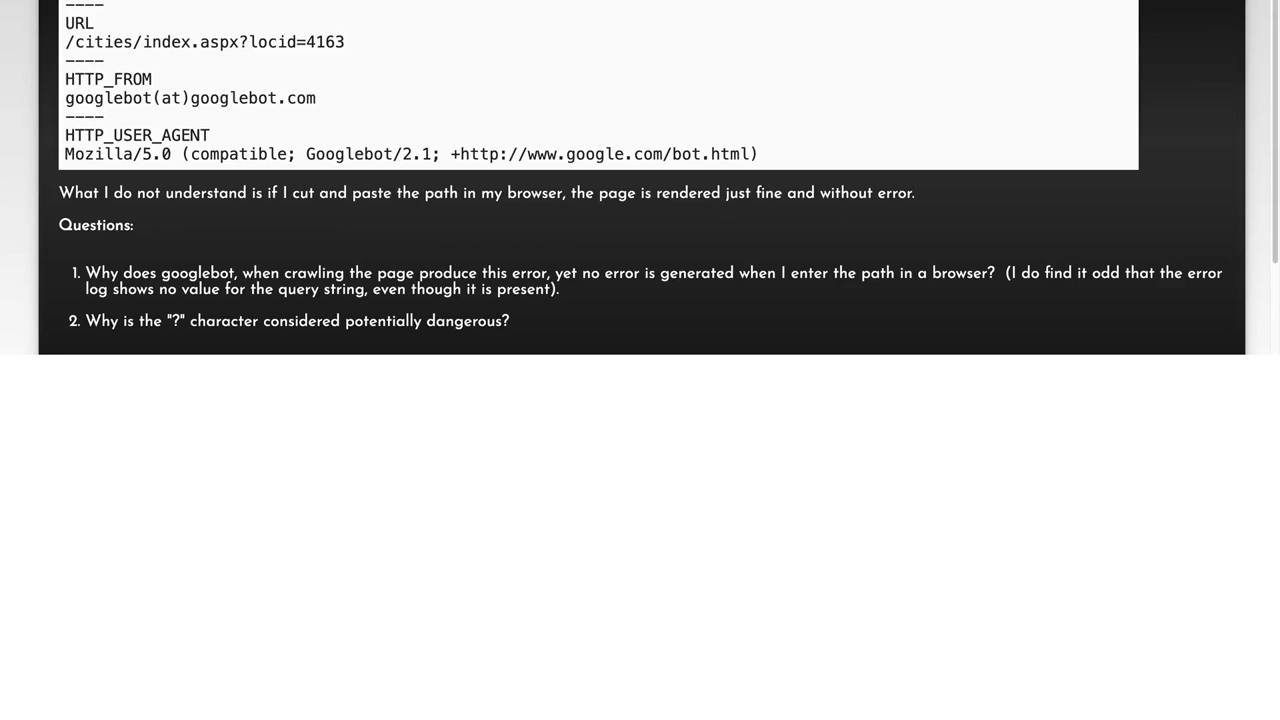 ----
URL
/cities/index.aspx?locid=4163
----
HTTP_FROM
googlebot(at)googlebot.com
----
HTTP_USER_AGENT
Mozilla/5.0 (compatible; Googlebot/2.1; +http://www.google.com/bot.html)
What I do not understand is if I cut and paste the path in my browser, the page is rendered just fine and without error.
Questions:
1. Why does googlebot, when crawling the page produce this error, yet no error is generated when I enter the path in a browser?  (I do find it odd that the error
log shows no value for the query string, even though it is present).
2. Why is the "?" character considered potentially dangerous?